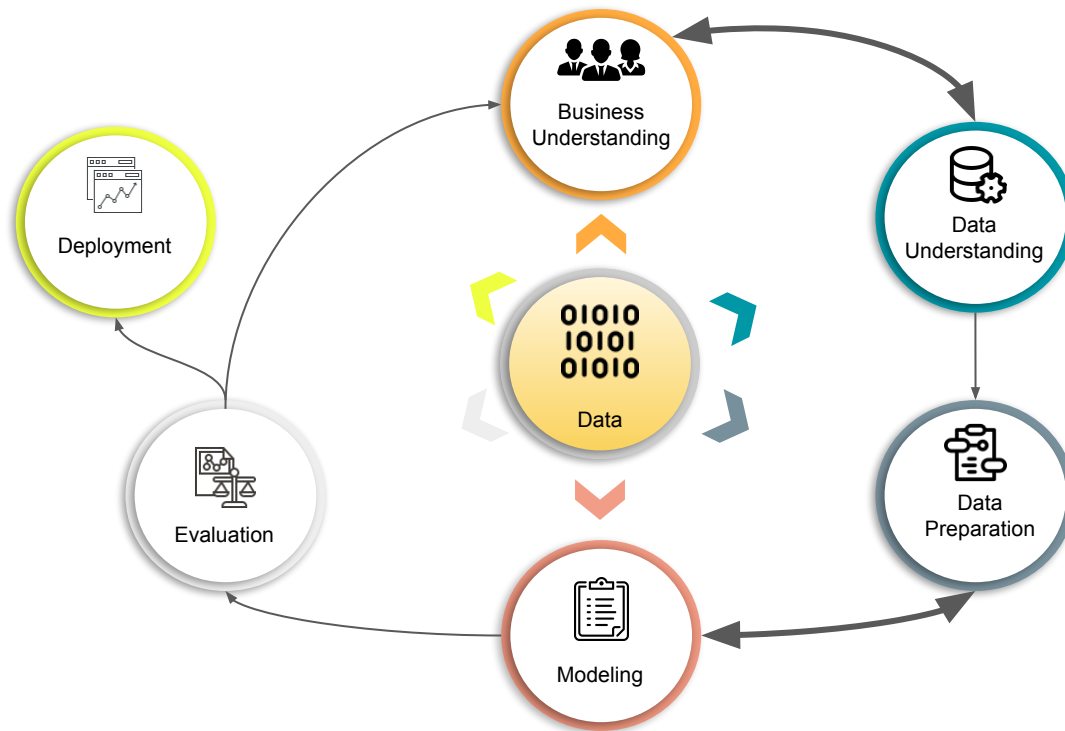 Business
Understanding
Data
Understanding
Deployment
01010
10101
01010
Data
Data
Preparation
Evaluation
Modeling